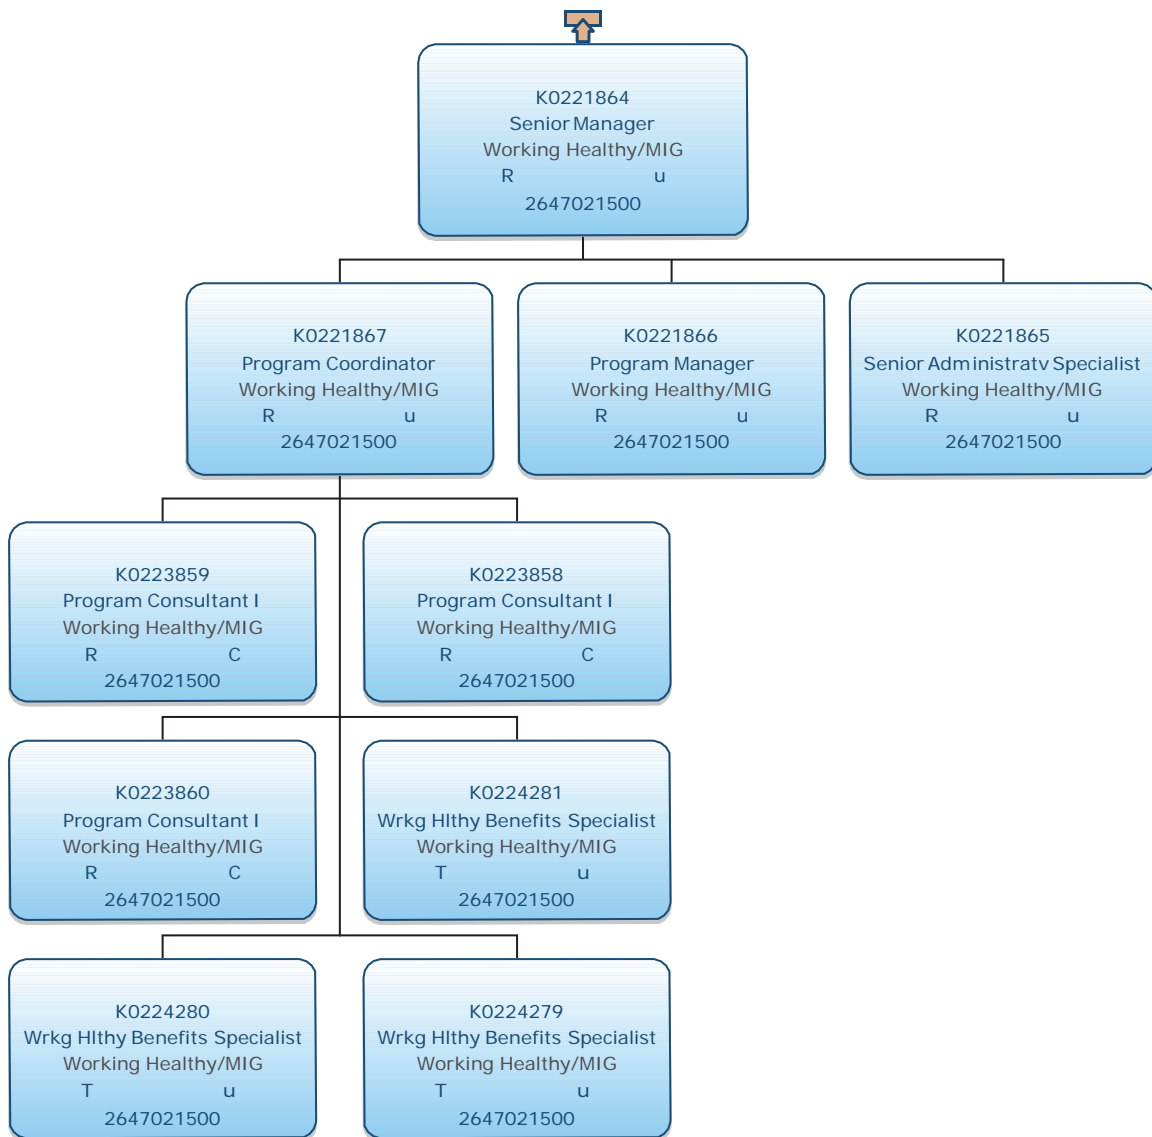 K0221864
Senior Manager
Working Healthy/MIG
R u
2647021500
K0221867
Program Coordinator
Working Healthy/MIG
R u
2647021500
K0221866
Program Manager
Working Healthy/MIG
R u
2647021500
K0221865
Senior Administratv Specialist
Working Healthy/MIG
R u
2647021500
K0223859
Program Consultant I
Working Healthy/MIG
R C
2647021500
K0223858
Program Consultant I
Working Healthy/MIG
R C
2647021500
K0223860
Program Consultant I
Working Healthy/MIG
R C
2647021500
K0224281
Wrkg Hlthy Benefits Specialist
Working Healthy/MIG
T u
2647021500
K0224280
Wrkg Hlthy Benefits Specialist
Working Healthy/MIG
T u
2647021500
K0224279
Wrkg Hlthy Benefits Specialist
Working Healthy/MIG
T u
2647021500